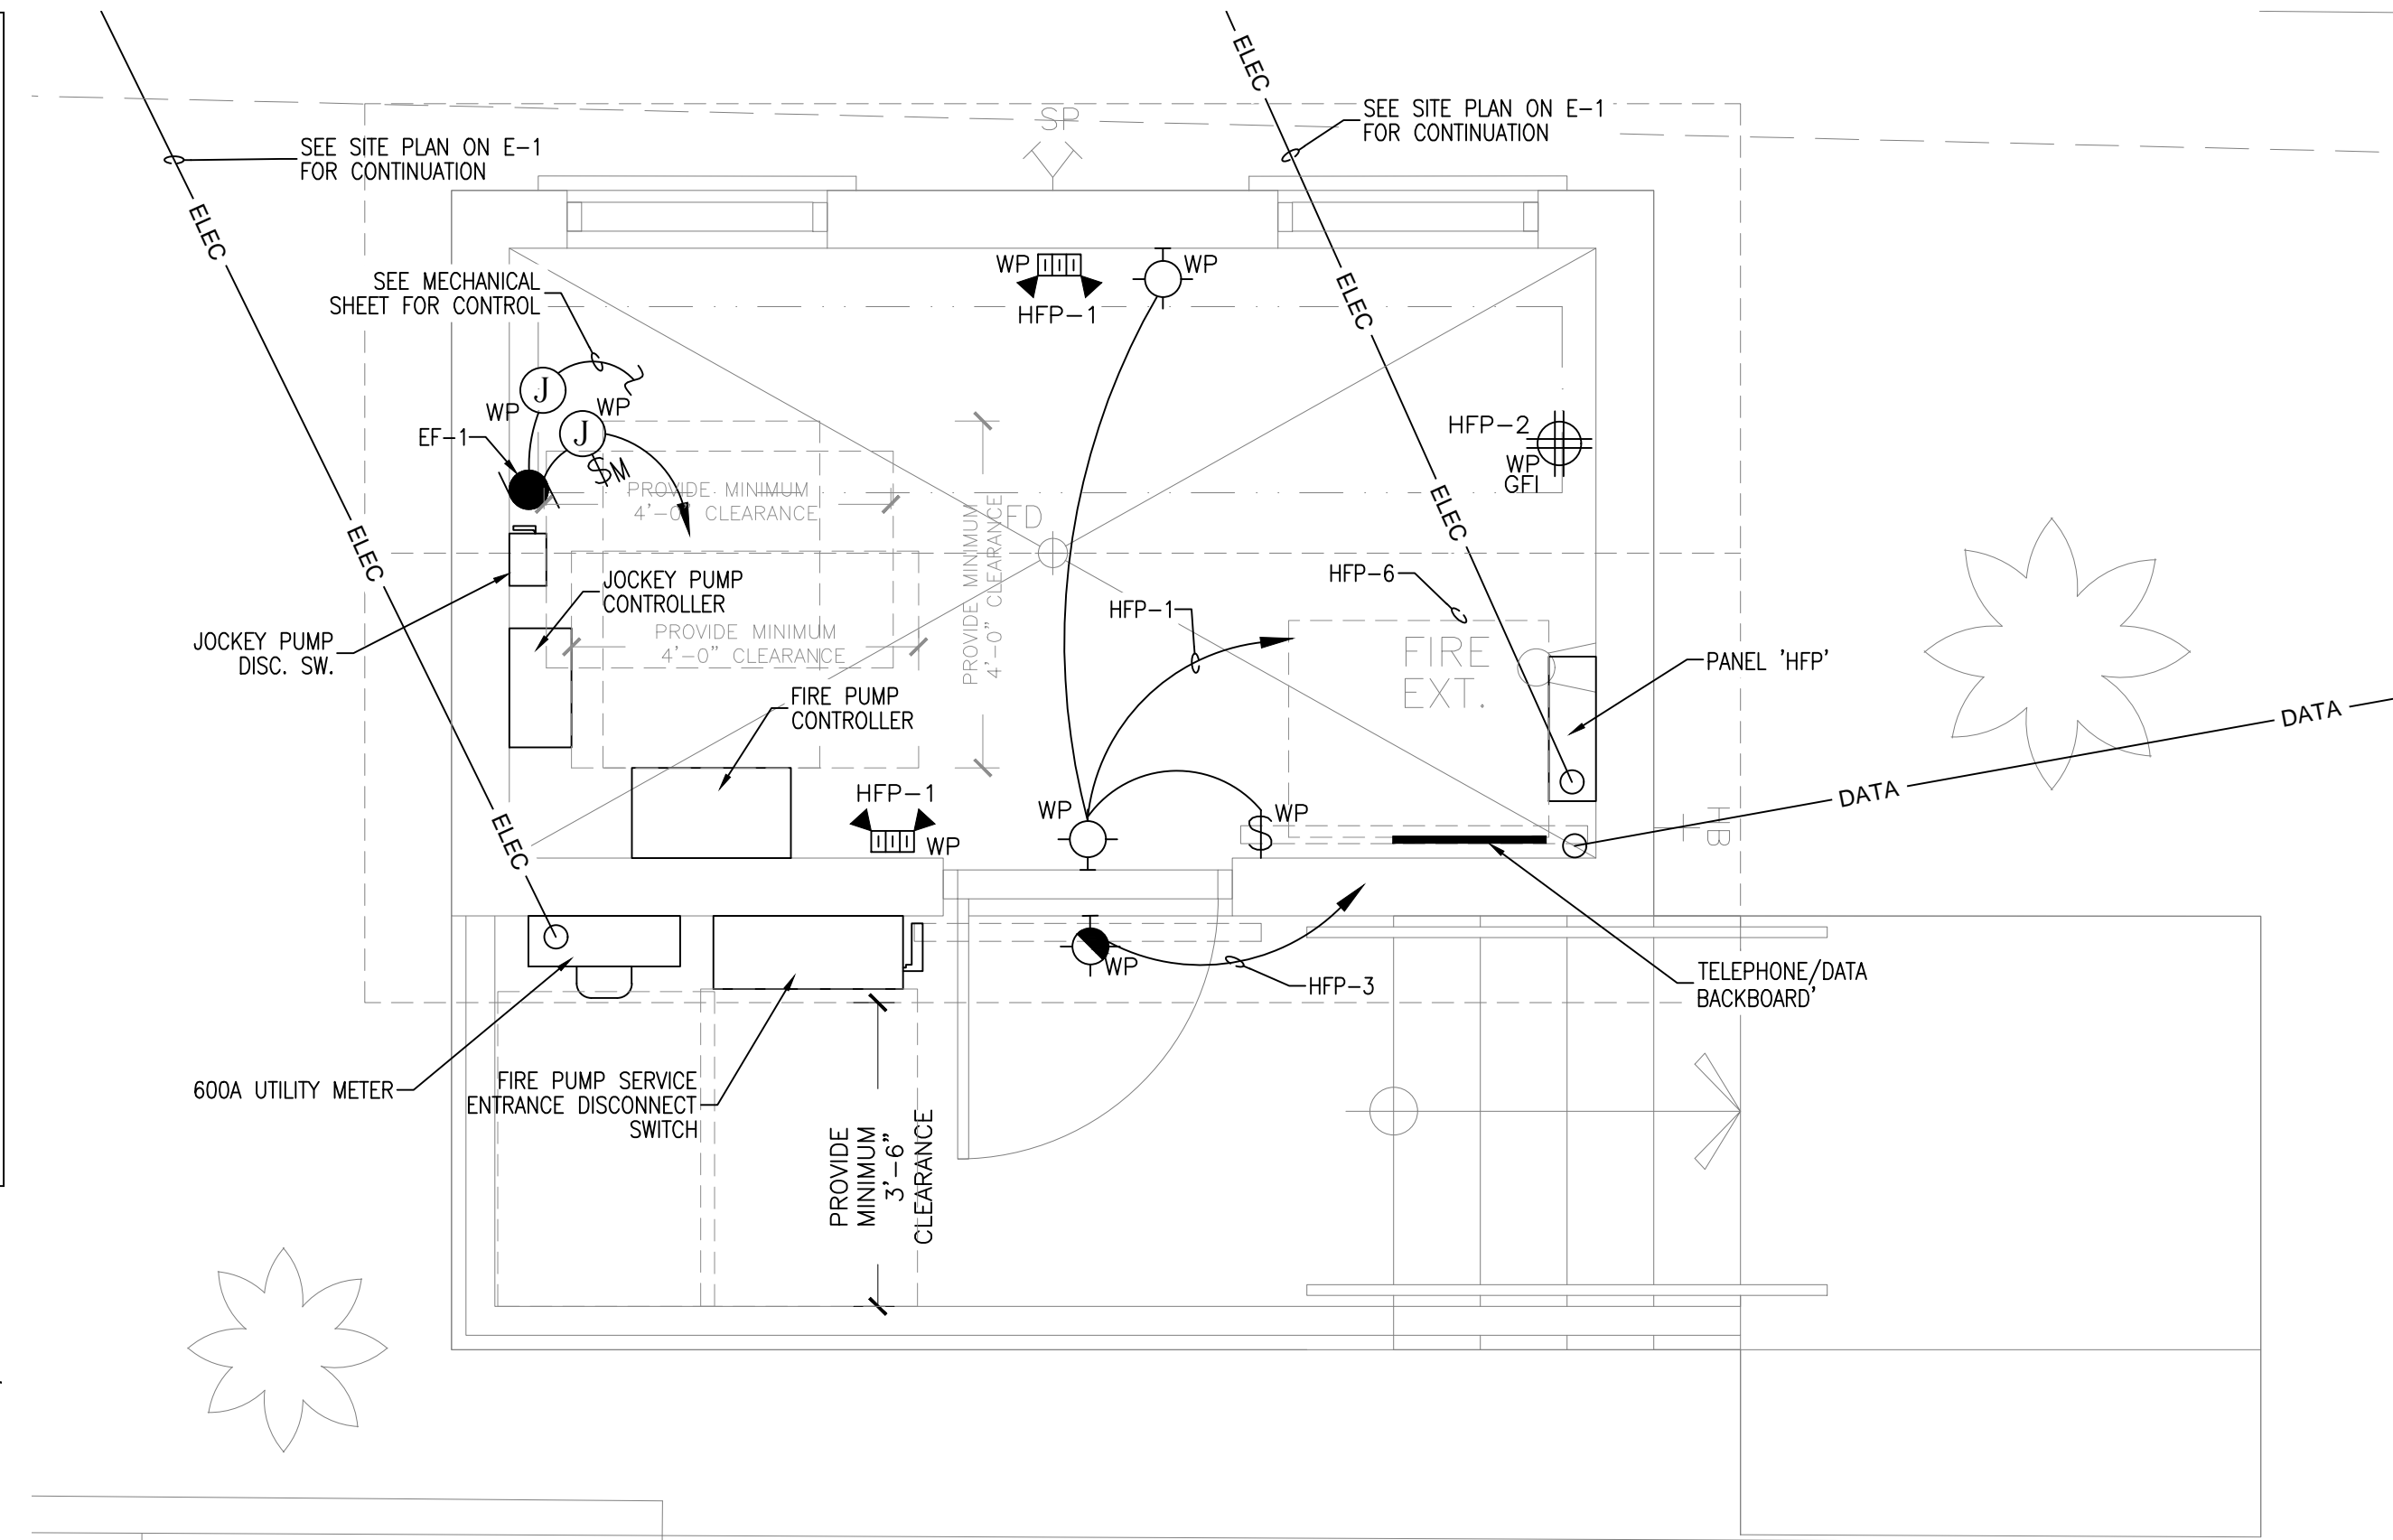 ELEC
SEE SITE PLAN ON E-1
FOR CONTINUATION
SP
SEE SITE PLAN ON E-1
FOR CONTINUATION
ELEC
ELEC
SEE MECHANICAL
SHEET FOR CONTROL
WP
HFP-1
WP
ELEC
J
WP
J
WP
EF-1
$M
HFP-2
WP
GFI
ELEC
PROVIDE MINIMUM
4'-0" CLEARANCE
PROVIDE MINIMUM
4'-0" CLEARANCE
FD
ELEC
JOCKEY PUMP
CONTROLLER
HFP-1
HFP-6
PROVIDE MINIMUM
4'-0" CLEARANCE
JOCKEY PUMP
DISC. SW.
FIRE
EXT.
PANEL 'HFP'
FIRE PUMP
CONTROLLER
DATA
DATA
HFP-1
WP
WP
$
WP
HB
ELEC
WP
HFP-3
TELEPHONE/DATA
BACKBOARD'
600A UTILITY METER
FIRE PUMP SERVICE
ENTRANCE DISCONNECT
SWITCH
PROVIDE
MINIMUM
3'-6"
CLEARANCE